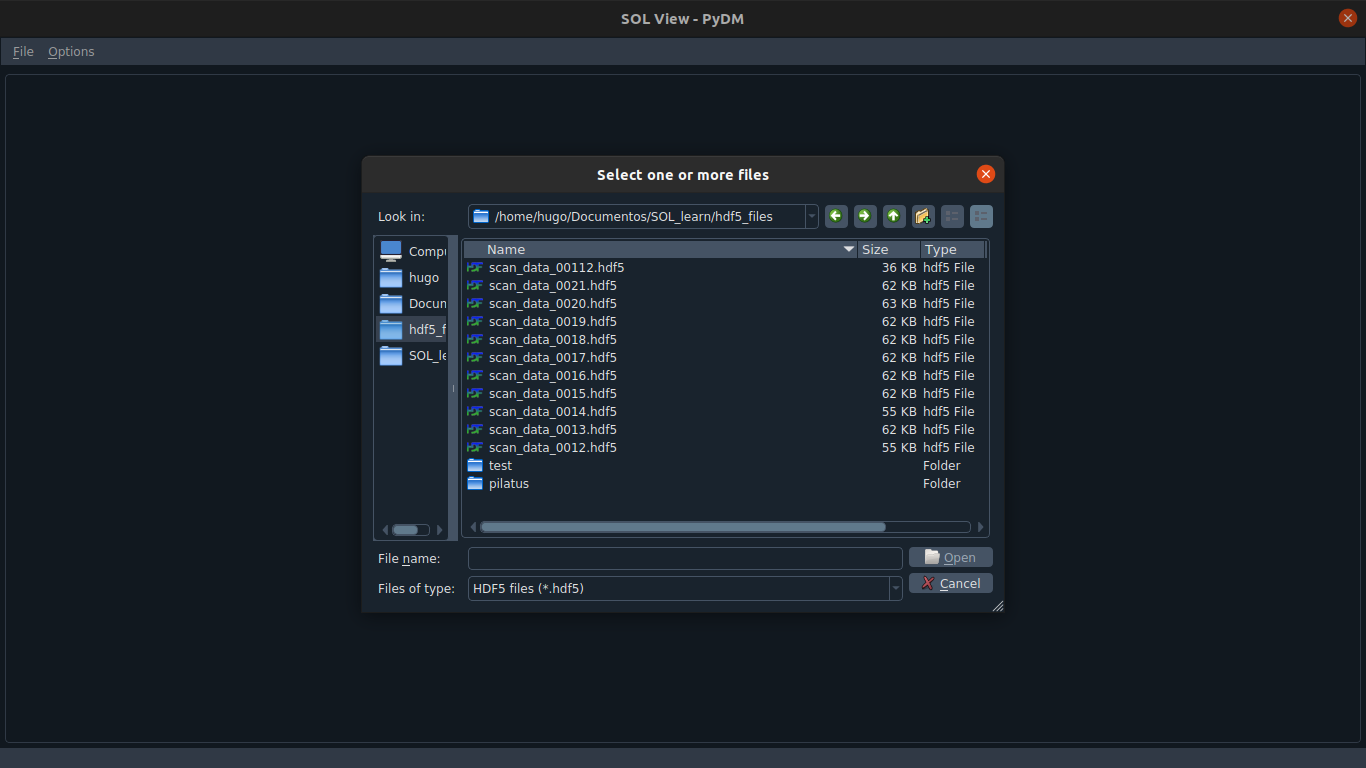 SOL View - PyDM
File Options
Select one or more files
Look in: /home/hugo/Documentos/SOL_learn/hdf5_files
Compu
hugo
Docum
hdf5_f
SOL_le
Name Size Type
scan_data_00112.hdf5 36 KB hdf5 File
scan_data_0021.hdf5 62 KB hdf5 File
scan_data_0020.hdf5 63 KB hdf5 File
scan_data_0019.hdf5 62 KB hdf5 File
scan_data_0018.hdf5 62 KB hdf5 File
scan_data_0017.hdf5 62 KB hdf5 File
scan_data_0016.hdf5 62 KB hdf5 File
scan_data_0015.hdf5 62 KB hdf5 File
scan_data_0014.hdf5 55 KB hdf5 File
scan_data_0013.hdf5 62 KB hdf5 File
scan_data_0012.hdf5 55 KB hdf5 File
test Folder
pilatus Folder
File name: Open
Files of type: HDF5 files (*.hdf5) Cancel